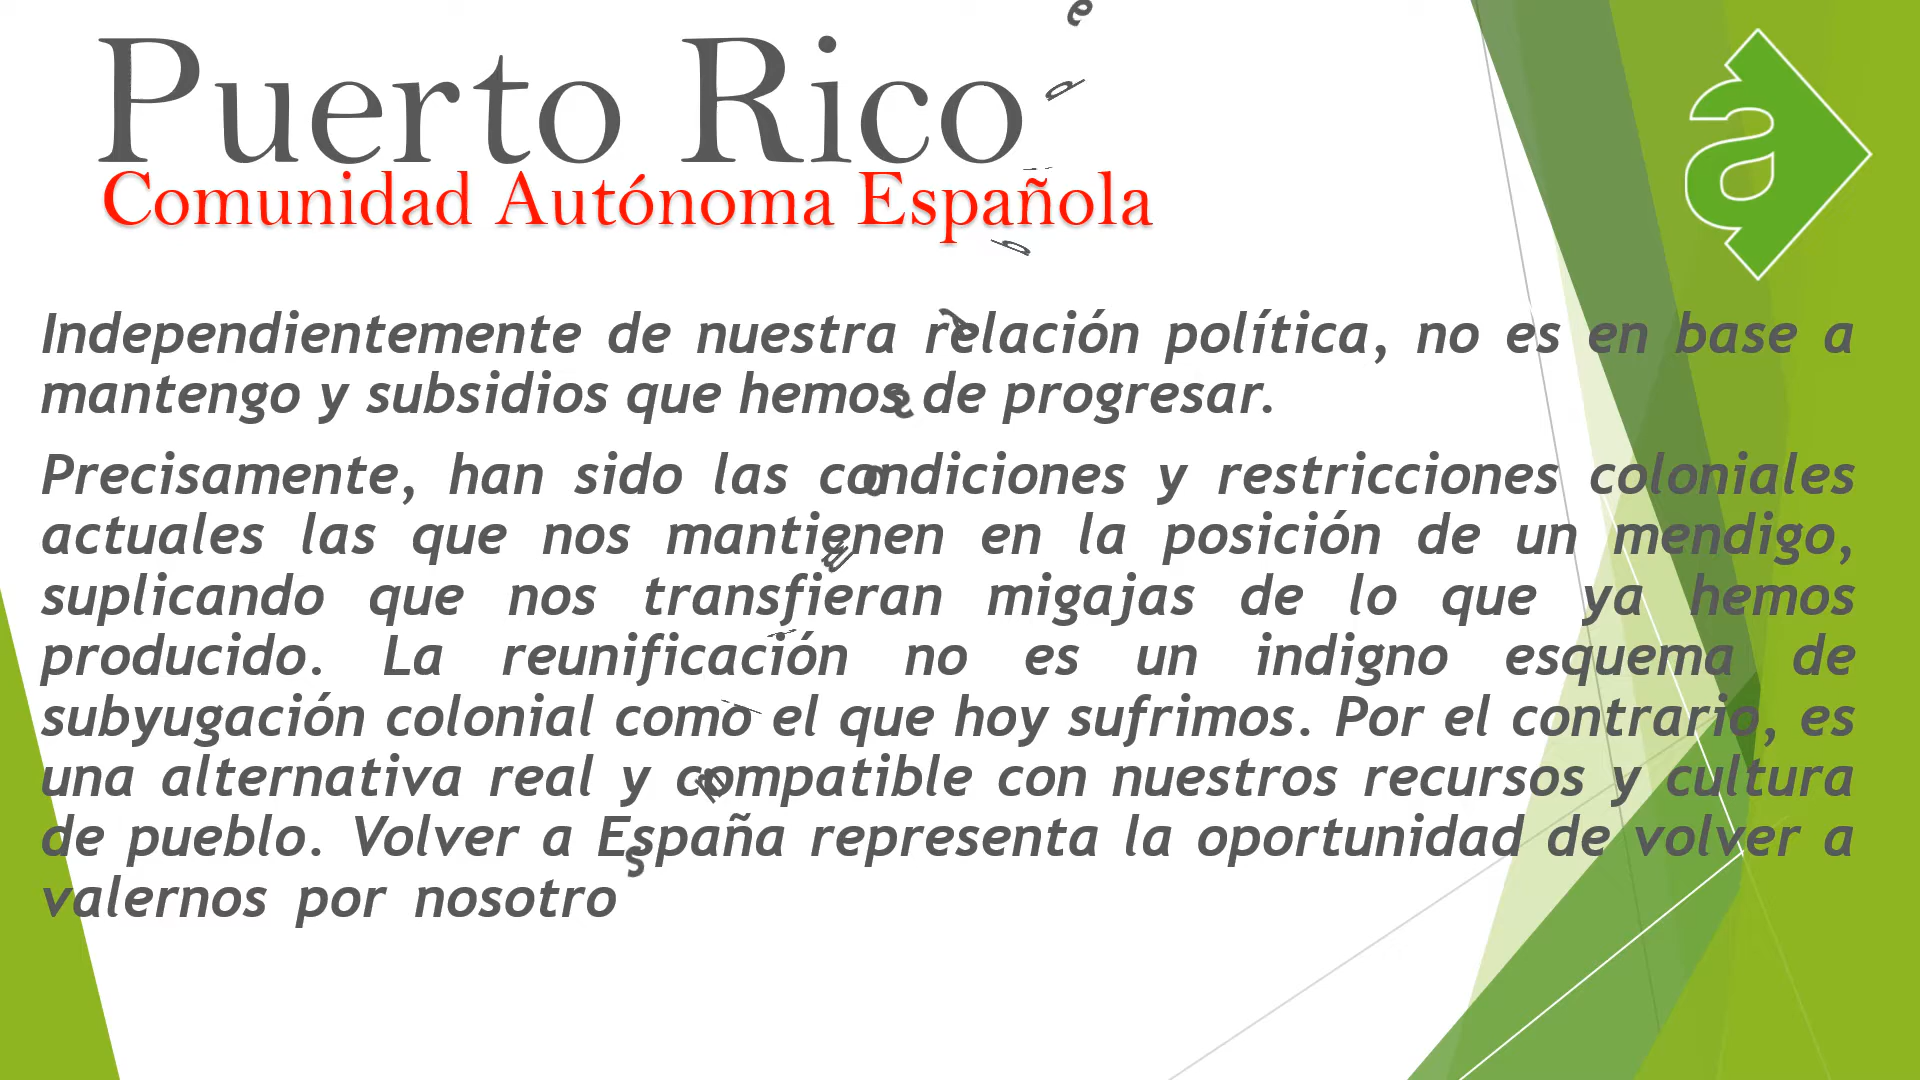 Puerto Rico
Comunidad Autónoma Española
a
Independientemente de nuestra relación política, no es en base a
mantengo y subsidios que hemos de progresar.
Precisamente, han sido las condiciones y restricciones coloniales
actuales las que nos mantienen en la posición de un mendigo,
suplicando que nos transfieran migajas de lo que ya hemos
producido. La reunificación no es un indigno esquema de
subyugación colonial como el que hoy sufrimos. Por el contrario, es
una alternativa real y compatible con nuestros recursos y cultura
de pueblo. Volver a España representa la oportunidad de volver a
valernos por nosotro